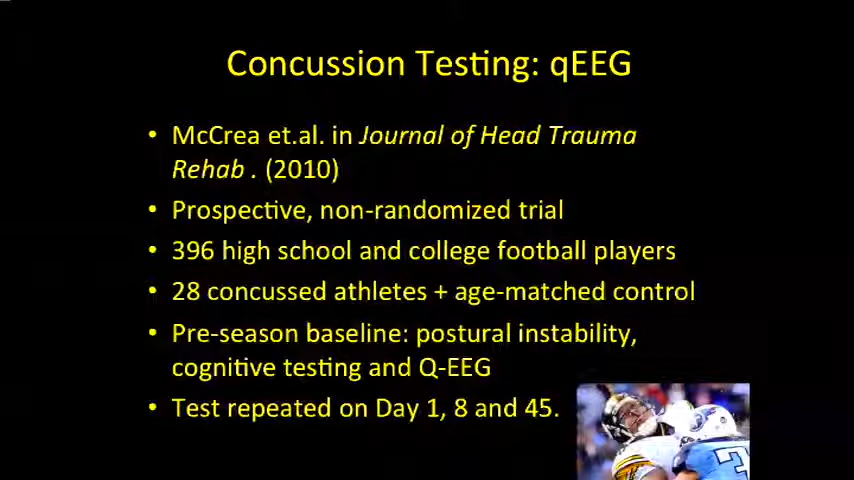 Concussion Testing: qEEG
• McCrea et.al. in Journal of Head Trauma
Rehab . (2010)
• Prospective, non-randomized trial
• 396 high school and college football players
• 28 concussed athletes + age-matched control
• Pre-season baseline: postural instability,
cognitive testing and Q-EEG
• Test repeated on Day 1, 8 and 45.
3